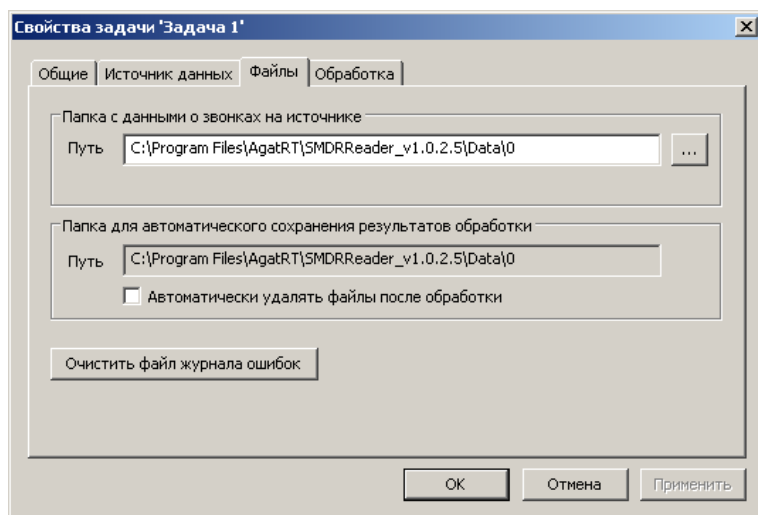 Свойства задачи 'Задача 1'
Общие Источник данных Файлы Обработка
Папка с данными о звонках на источнике
Путь C:\Program Files\AgatRT\SMDRReader_v1.0.2.5\Data\0 ...
Папка для автоматического сохранения результатов обработки
Путь C:\Program Files\AgatRT\SMDRReader_v1.0.2.5\Data\0
Автоматически удалять файлы после обработки
Очистить файл журнала ошибок
OK Отмена Применить